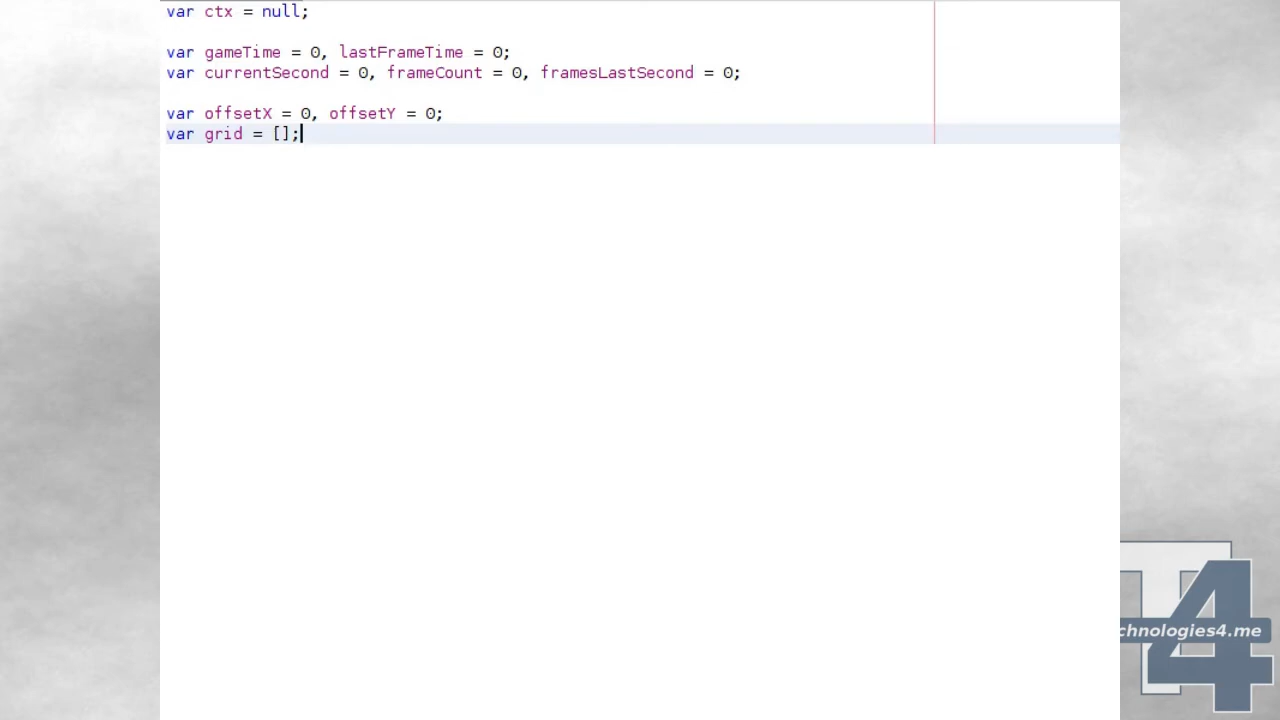 var ctx = null;
var gameTime = 0, lastFrameTime = 0;
var currentSecond = 0, frameCount = 0, framesLastSecond = 0;
var offsetX = 0, offsetY = 0;
var grid = [];
T4
chnologies4.me